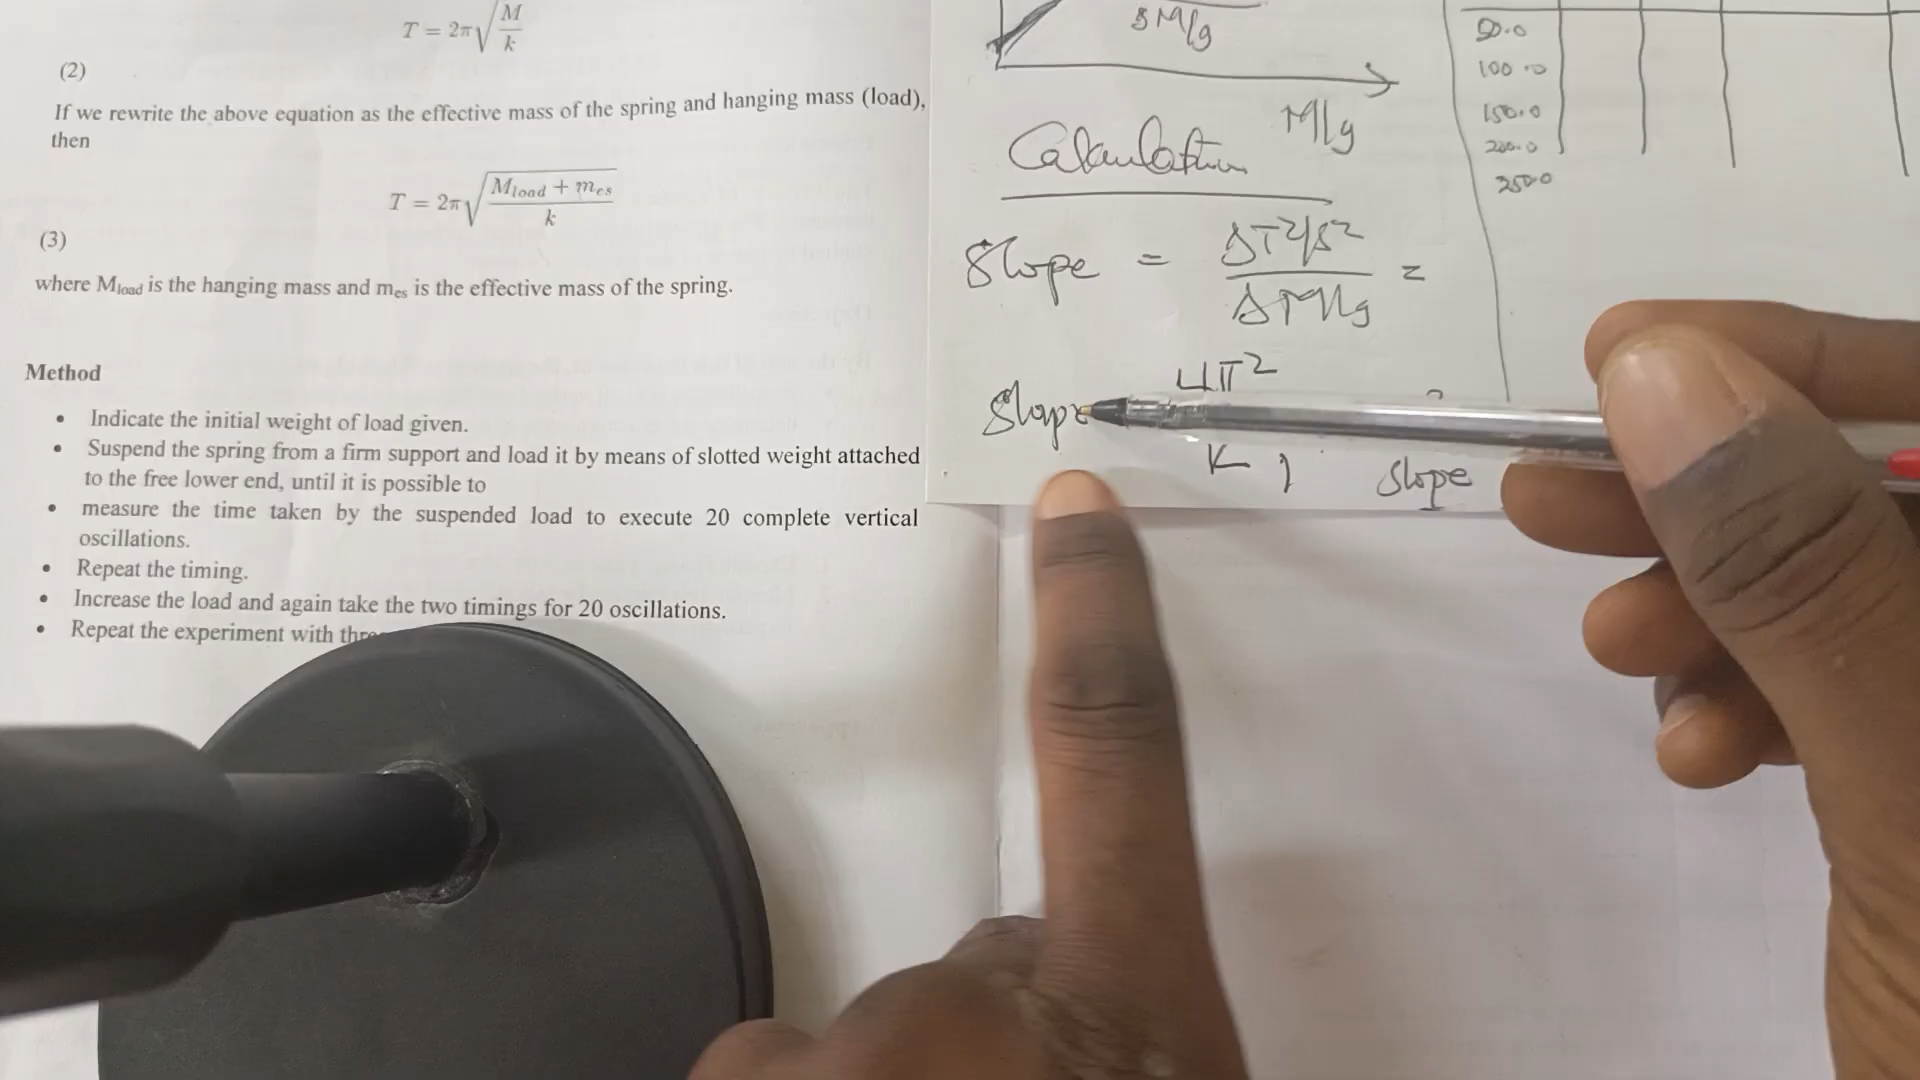 T = 2π√(M/k)
(2)
If we rewrite the above equation as the effective mass of the spring and hanging mass (load),
then
T = 2π√((M_load + m_es)/k)
(3)
where M_load is the hanging mass and m_es is the effective mass of the spring.
Method
• Indicate the initial weight of load given.
• Suspend the spring from a firm support and load it by means of slotted weight attached
to the free lower end, until it is possible to
• measure the time taken by the suspended load to execute 20 complete vertical
oscillations.
• Repeat the timing.
• Increase the load and again take the two timings for 20 oscillations.
• Repeat the experiment with
M/g
Calculation
Slope = ΔT²/s²
ΔM/g =
4π²
Slope
K
Slope
50.0
100.0
150.0
200.0
250.0